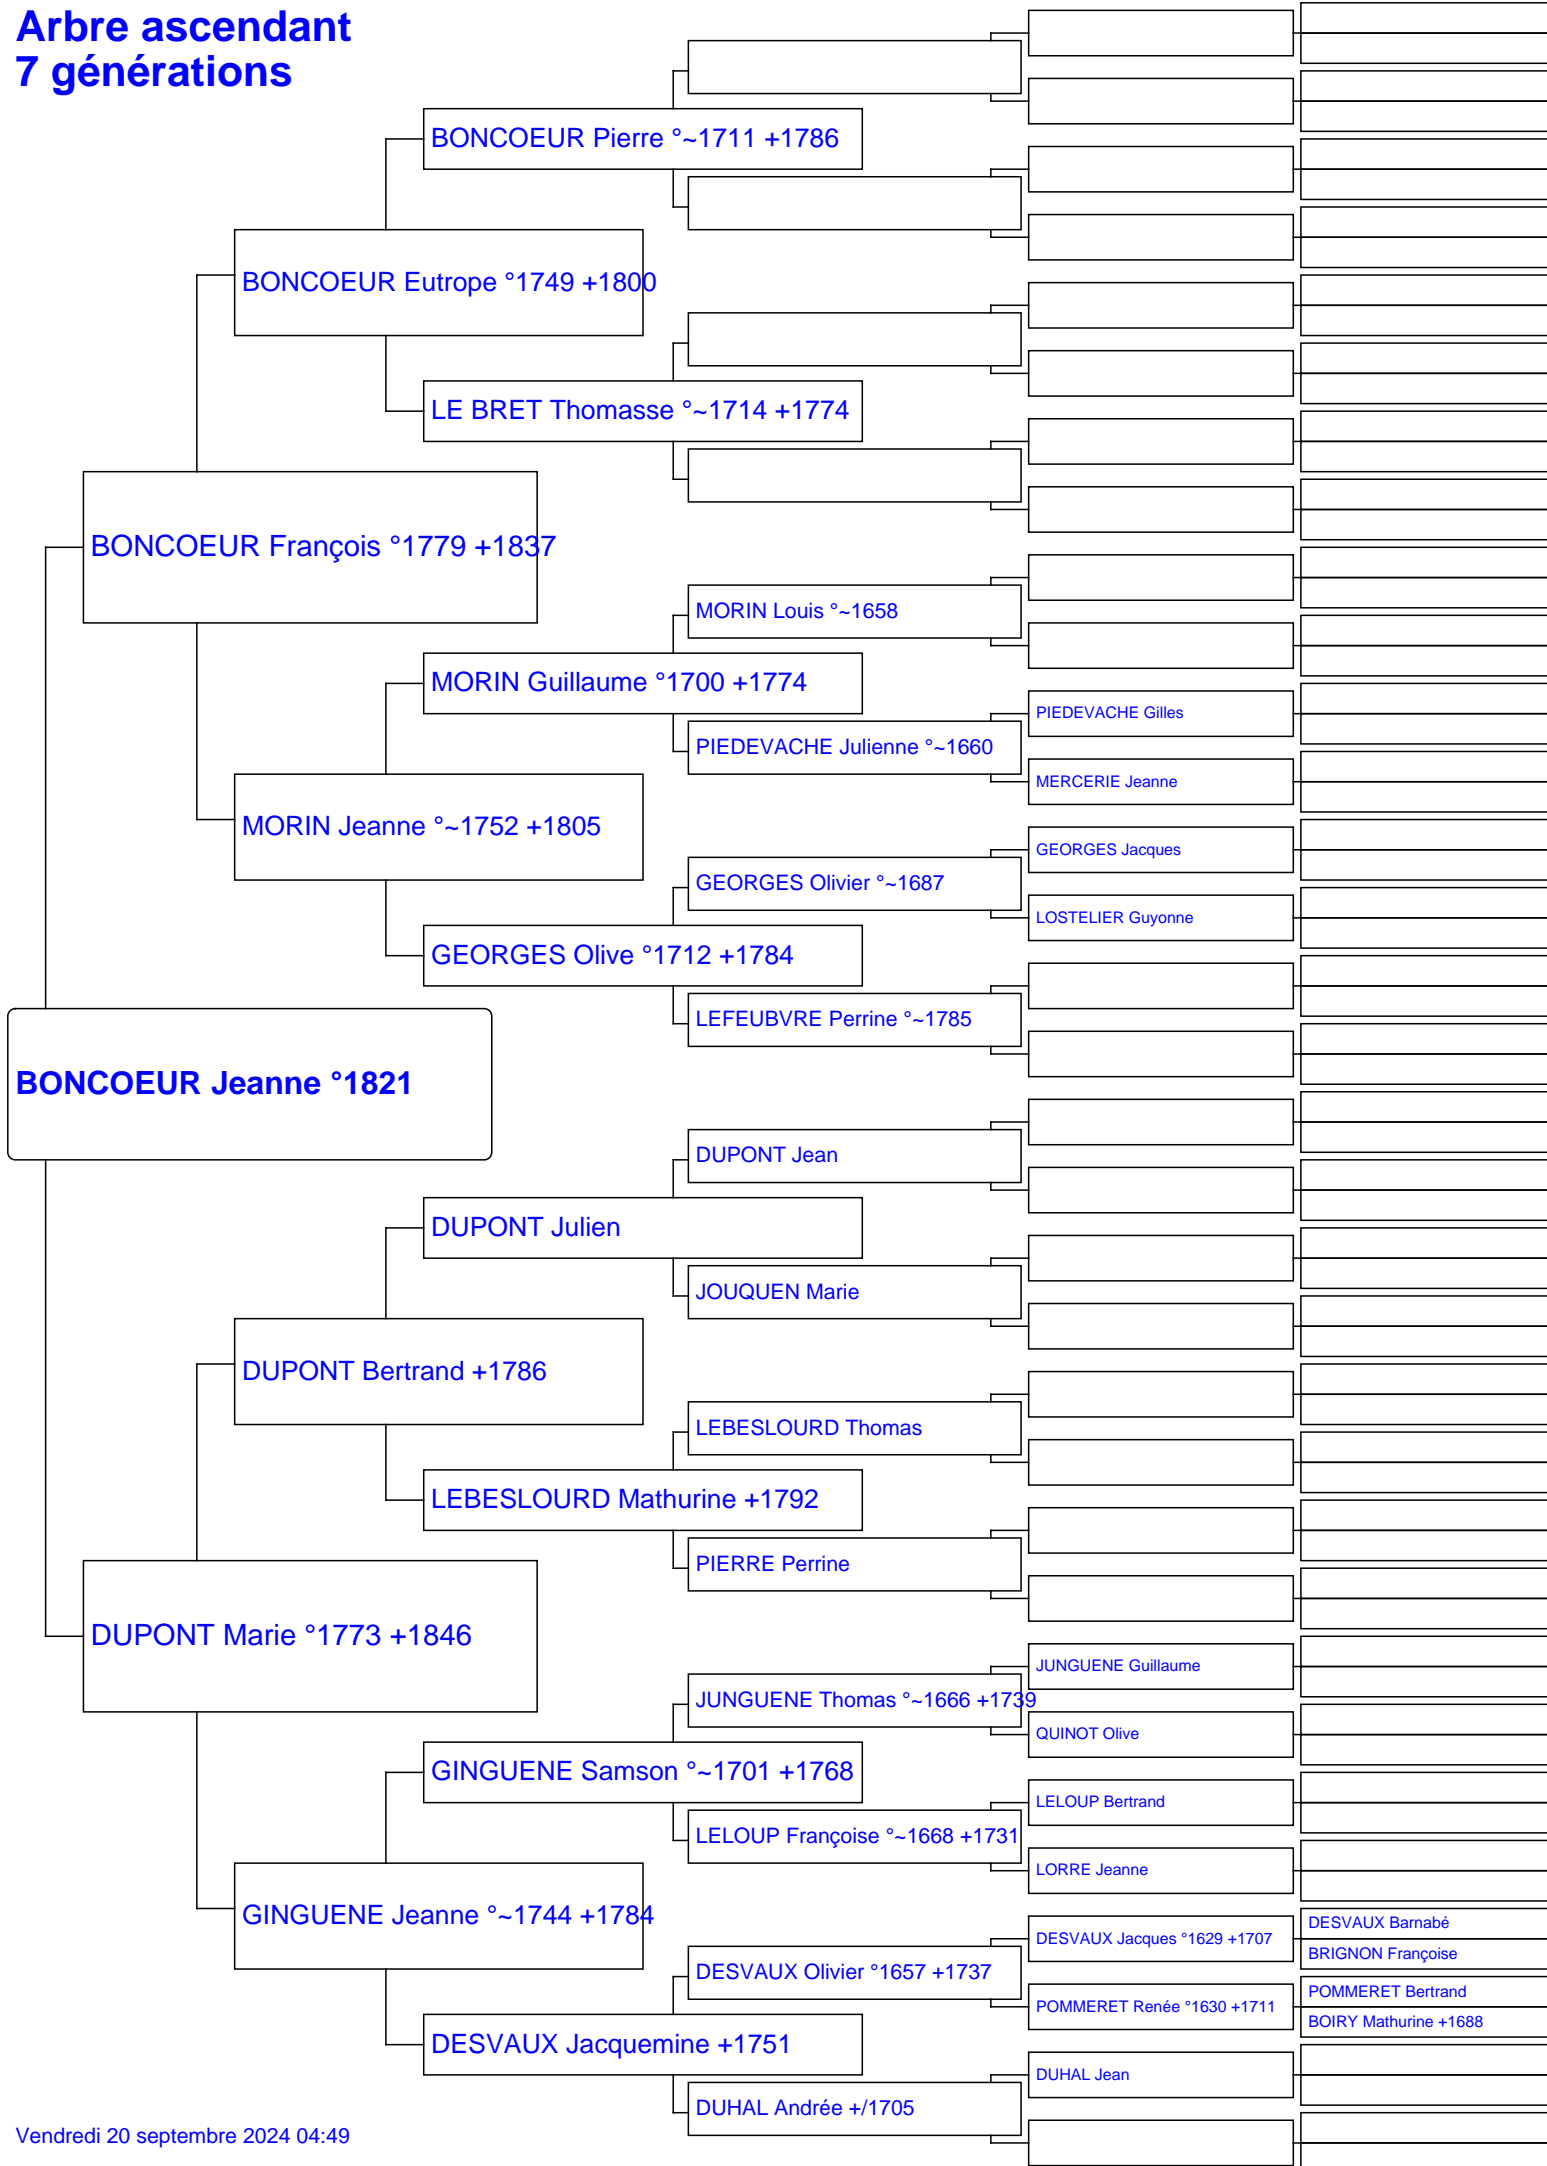 Arbre ascendant
7 générations
BONCOEUR Pierre °~1711 +1786
BONCOEUR Eutrope °1749 +1800
LE BRET Thomasse °~1714 +1774
BONCOEUR François °1779 +1837
MORIN Louis °~1658
MORIN Guillaume °1700 +1774
PIEDEVACHE Gilles
PIEDEVACHE Julienne °~1660
MERCERIE Jeanne
MORIN Jeanne °~1752 +1805
GEORGES Jacques
GEORGES Olivier °~1687
LOSTELIER Guyonne
GEORGES Olive °1712 +1784
LEFEUBVRE Perrine °~1785
BONCOEUR Jeanne °1821
DUPONT Jean
DUPONT Julien
JOUQUEN Marie
DUPONT Bertrand +1786
LEBESLOURD Thomas
LEBESLOURD Mathurine +1792
PIERRE Perrine
DUPONT Marie °1773 +1846
JUNGUENE Guillaume
JUNGUENE Thomas °~1666 +1739
QUINOT Olive
GINGUENE Samson °~1701 +1768
LELOUP Bertrand
LELOUP Françoise °~1668 +1731
LORRE Jeanne
GINGUENE Jeanne °~1744 +1784
DESVAUX Barnabé
DESVAUX Jacques °1629 +1707
BRIGNON Françoise
DESVAUX Olivier °1657 +1737
POMMERET Bertrand
POMMERET Renée °1630 +1711
BOIRY Mathurine +1688
DESVAUX Jacquemine +1751
DUHAL Jean
DUHAL Andrée +/1705
Vendredi 20 septembre 2024 04:49